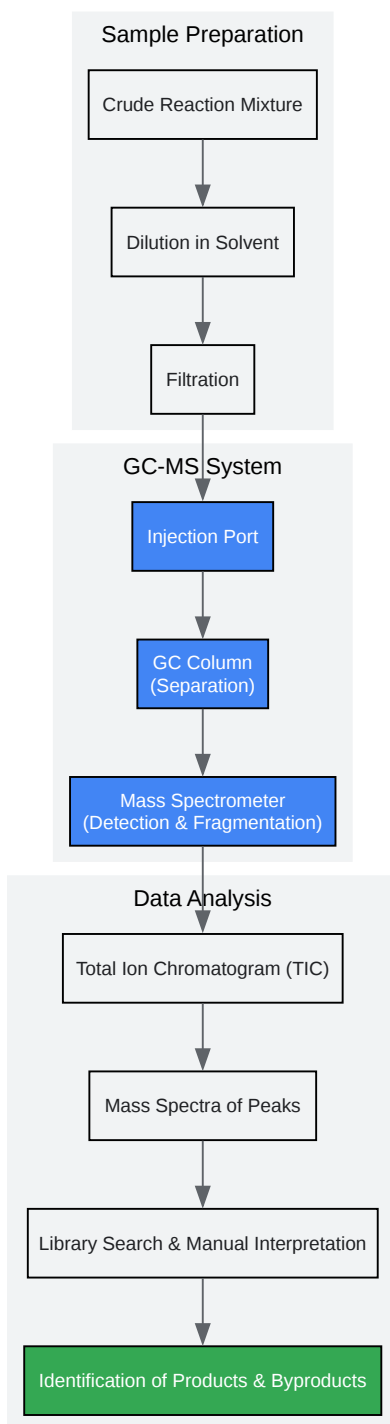 Sample Preparation
Crude Reaction Mixture
Dilution in Solvent
Filtration
GC-MS System
Injection Port
GC Column
(Separation)
Mass Spectrometer
(Detection & Fragmentation)
Data Analysis
Total Ion Chromatogram (TIC)
Mass Spectra of Peaks
Library Search & Manual Interpretation
Identification of Products & Byproducts